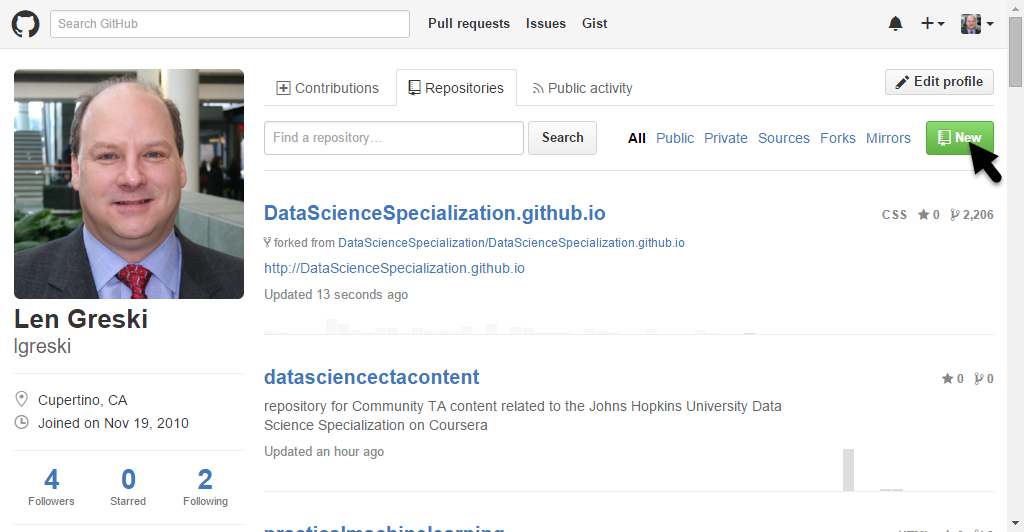 Search GitHub
Pull requests Issues Gist
Contributions Repositories Public activity
Edit profile
Find a repository…
Search
All Public Private Sources Forks Mirrors
New
DataScienceSpecialization.github.io
CSS 0 2,206
forked from DataScienceSpecialization/DataScienceSpecialization.github.io
http://DataScienceSpecialization.github.io
Updated 13 seconds ago
Len Greski
lgreski
Cupertino, CA
Joined on Nov 19, 2010
4 0 2
Followers Starred Following
datasciencectacontent
0 0
repository for Community TA content related to the Johns Hopkins University Data
Science Specialization on Coursera
Updated an hour ago
practicalmachinelearning